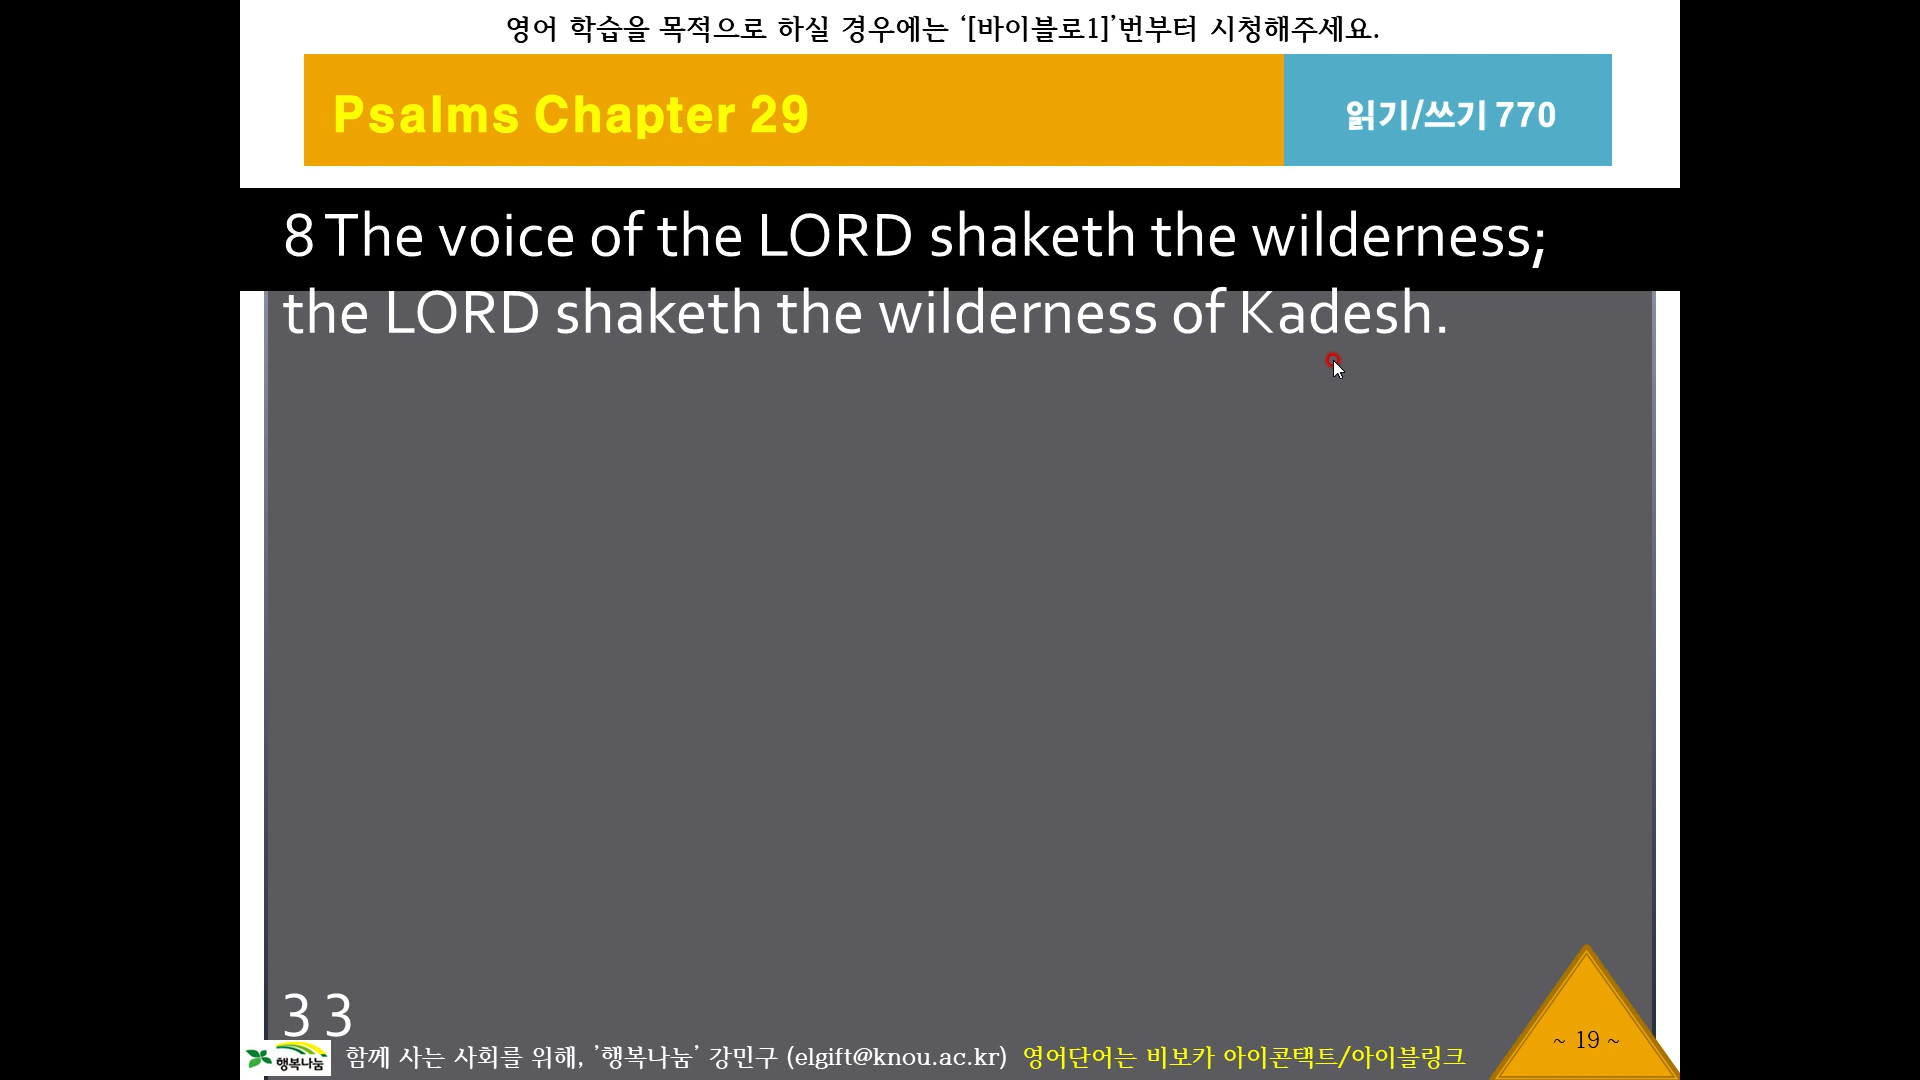 영어 학습을 목적으로 하실 경우에는 ‘[바이블로1]’번부터 시청해주세요.
Psalms Chapter 29
읽기/쓰기 770
8 The voice of the LORD shaketh the wilderness;
the LORD shaketh the wilderness of Kadesh.
3 3
~ 19 ~
행복나눔
함께 사는 사회를 위해, ’행복나눔’ 강민구 (elgift@knou.ac.kr) 영어단어는 비보카 아이콘택트/아이블링크